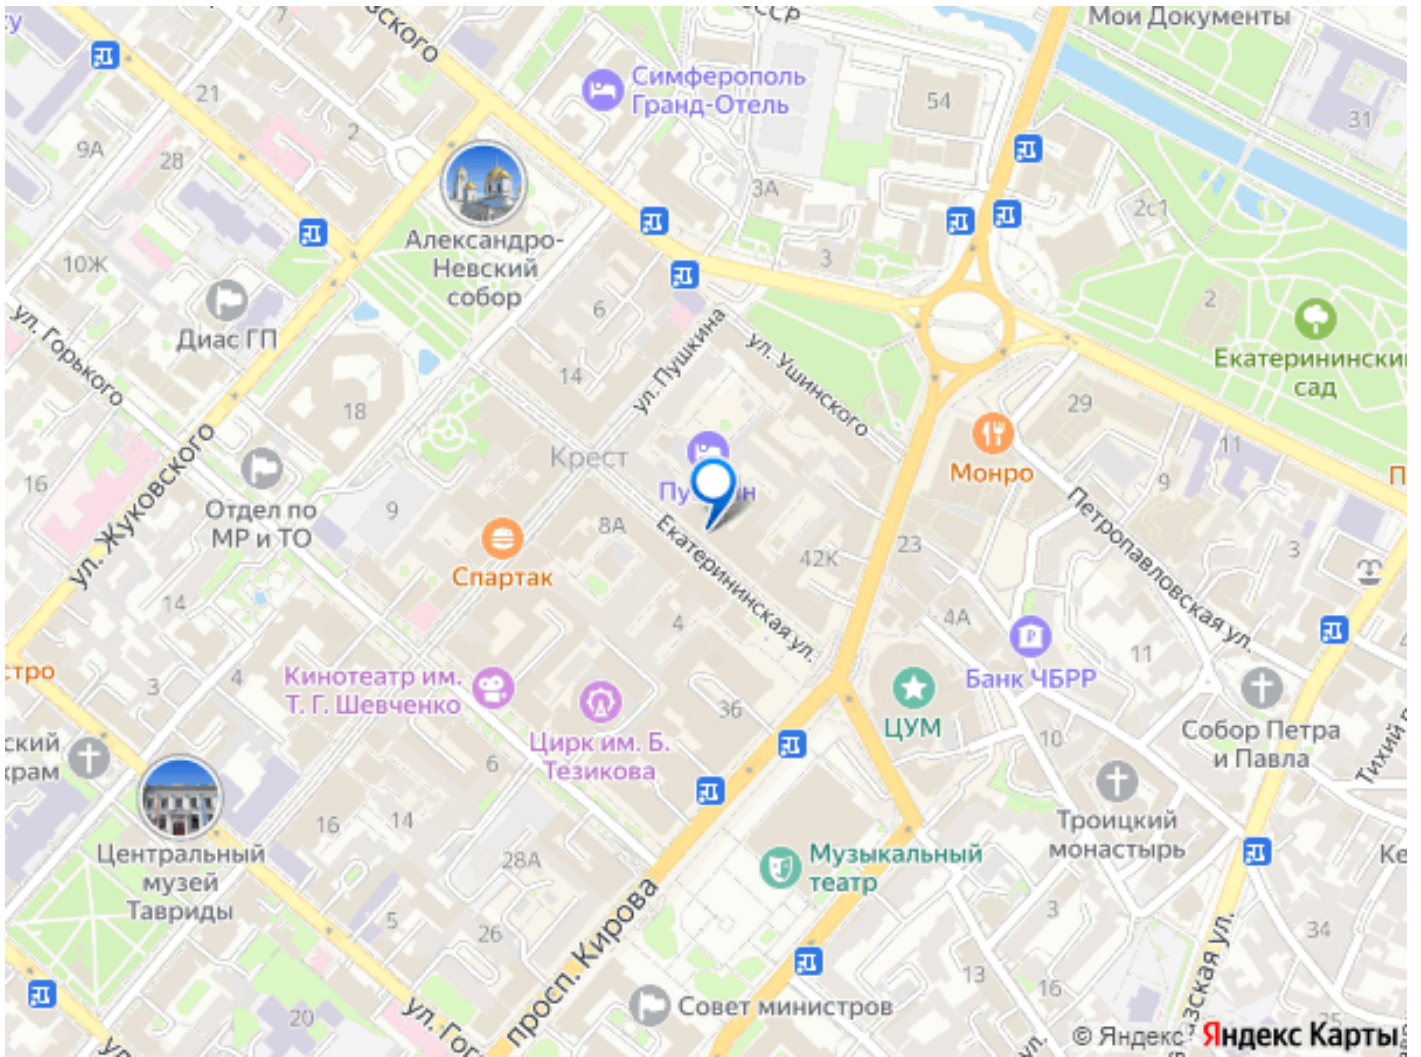 Мои Документы
Симферополь
Гранд-Отель
54
31
21
2
9А
28
3А
2с1
Александро-
Невский
собор
10Ж
3
6
2
Диас ГП
ул. Горького
ул. Пушкина
ул. Ушинского
Екатерининский
сад
14
18
29
11
Крест
Монро
16
ул. Жуковского
Отдел по
МР и ТО
9
8А
9
Петропавловская ул.
Спартак
Екатерининская ул.
42К
23
3
14
4
4А
11
Банк ЧБРР
3
4
Кинотеатр им.
Т. Г. Шевченко
36
ЦУМ
Цирк им. Б.
Тезикова
6
10
Собор Петра
и Павла
16
14
Троицкий
монастырь
Центральный
музей
Тавриды
28А
Музыкальный
театр
5
26
просп. Кирова
3
34
13
16
20
Совет министров
25
© Яндекс
Яндекс Карты